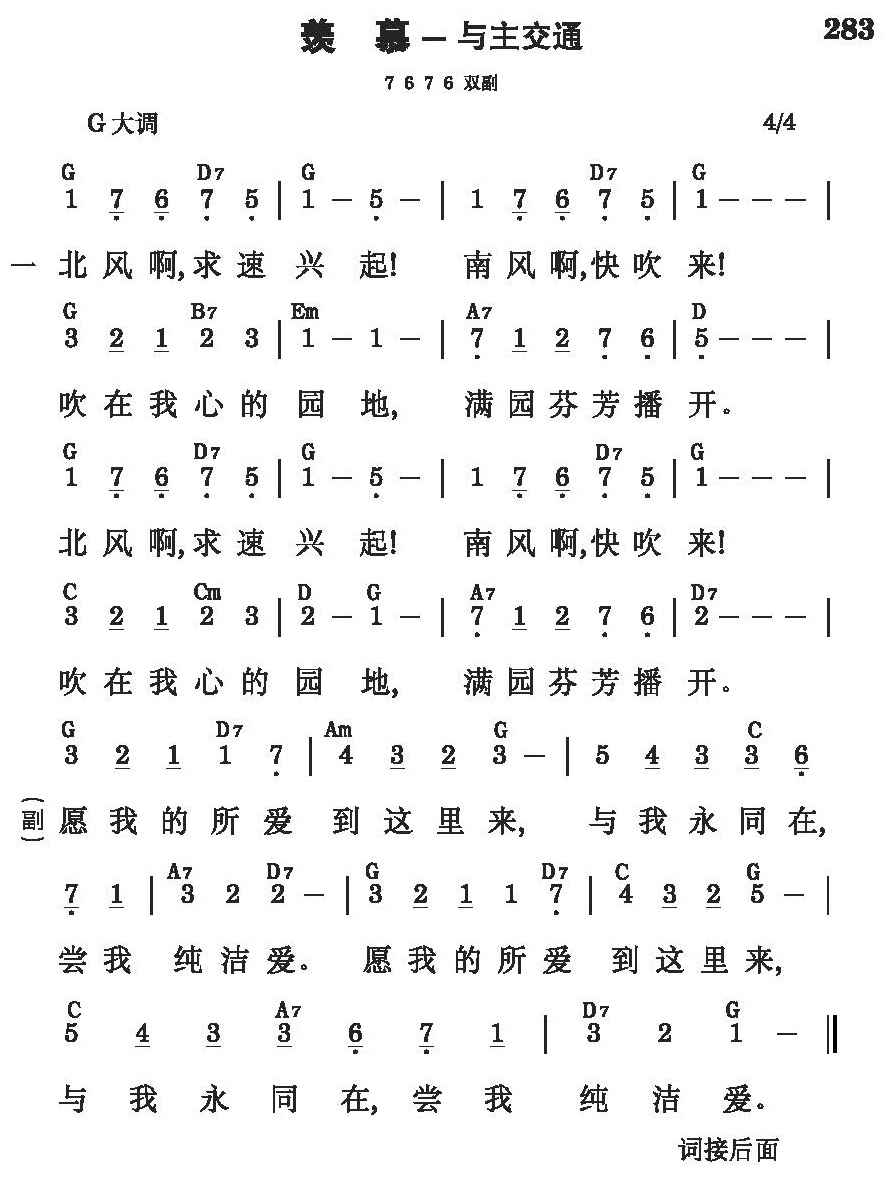 羨 慕 — 与主交通 283
7 6 7 6 双副
G 大调 4/4
G D7 G D7 G
1 7 6 7 5 | 1 – 5 – | 1 7 6 7 5 | 1 – – – |
一 北 风 啊, 求 速 兴 起! 南 风 啊, 快 吹 来!
G B7 Em A7 D
3 2 1 2 3 | 1 – 1 – | 7 1 2 7 6 | 5 – – – |
吹 在 我 心 的 园 地, 满 园 芬 芳 播 开。
G D7 G D7 G
1 7 6 7 5 | 1 – 5 – | 1 7 6 7 5 | 1 – – – |
北 风 啊, 求 速 兴 起! 南 风 啊, 快 吹 来!
C Cm D G A7 D7
3 2 1 2 3 | 2 – 1 – | 7 1 2 7 6 | 2 – – – |
吹 在 我 心 的 园 地, 满 园 芬 芳 播 开。
G D7 Am G C
3 2 1 1 7 | 4 3 2 3 – | 5 4 3 3 6
(副) 愿 我 的 所 爱 到 这 里 来, 与 我 永 同 在,
A7 D7 G D7 C G
7 1 | 3 2 2 – | 3 2 1 1 7 | 4 3 2 5 – |
尝 我 纯 洁 爱。 愿 我 的 所 爱 到 这 里 来,
C A7 D7 G
5 4 3 3 6 7 1 | 3 2 1 – ‖
与 我 永 同 在, 尝 我 纯 洁 爱。
词接后面